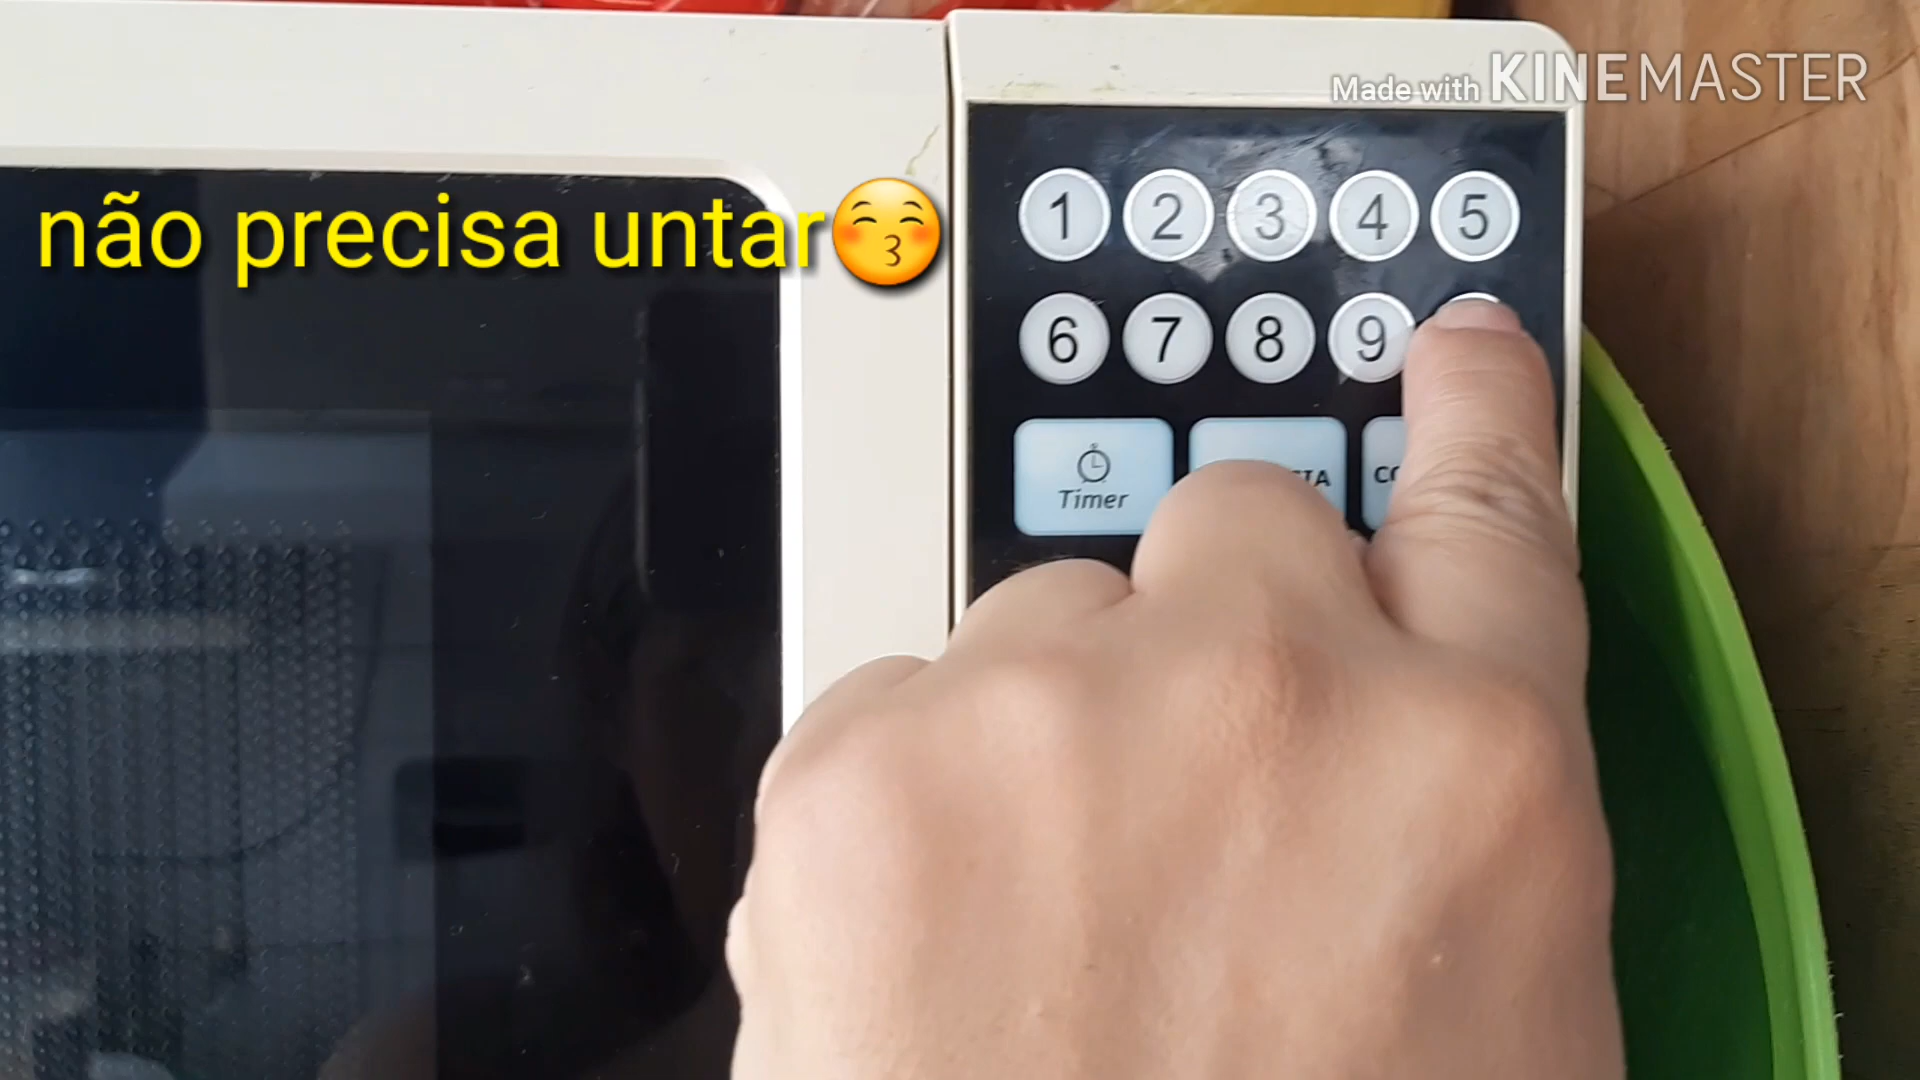 Made with KINEMASTER
não precisa untar😚
1 2 3 4 5
6 7 8 9
Timer